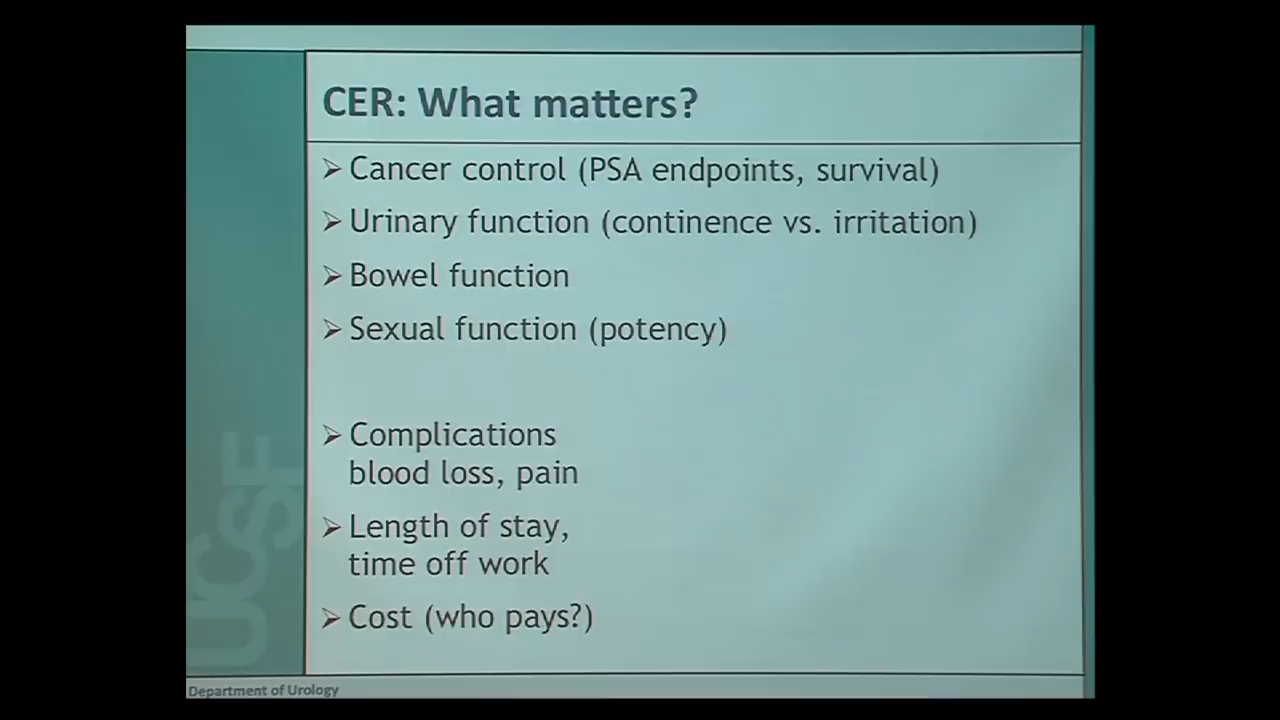 CER: What matters?
➢ Cancer control (PSA endpoints, survival)
➢ Urinary function (continence vs. irritation)
➢ Bowel function
➢ Sexual function (potency)
➢ Complications
blood loss, pain
➢ Length of stay,
time off work
➢ Cost (who pays?)
UCSF
Department of Urology